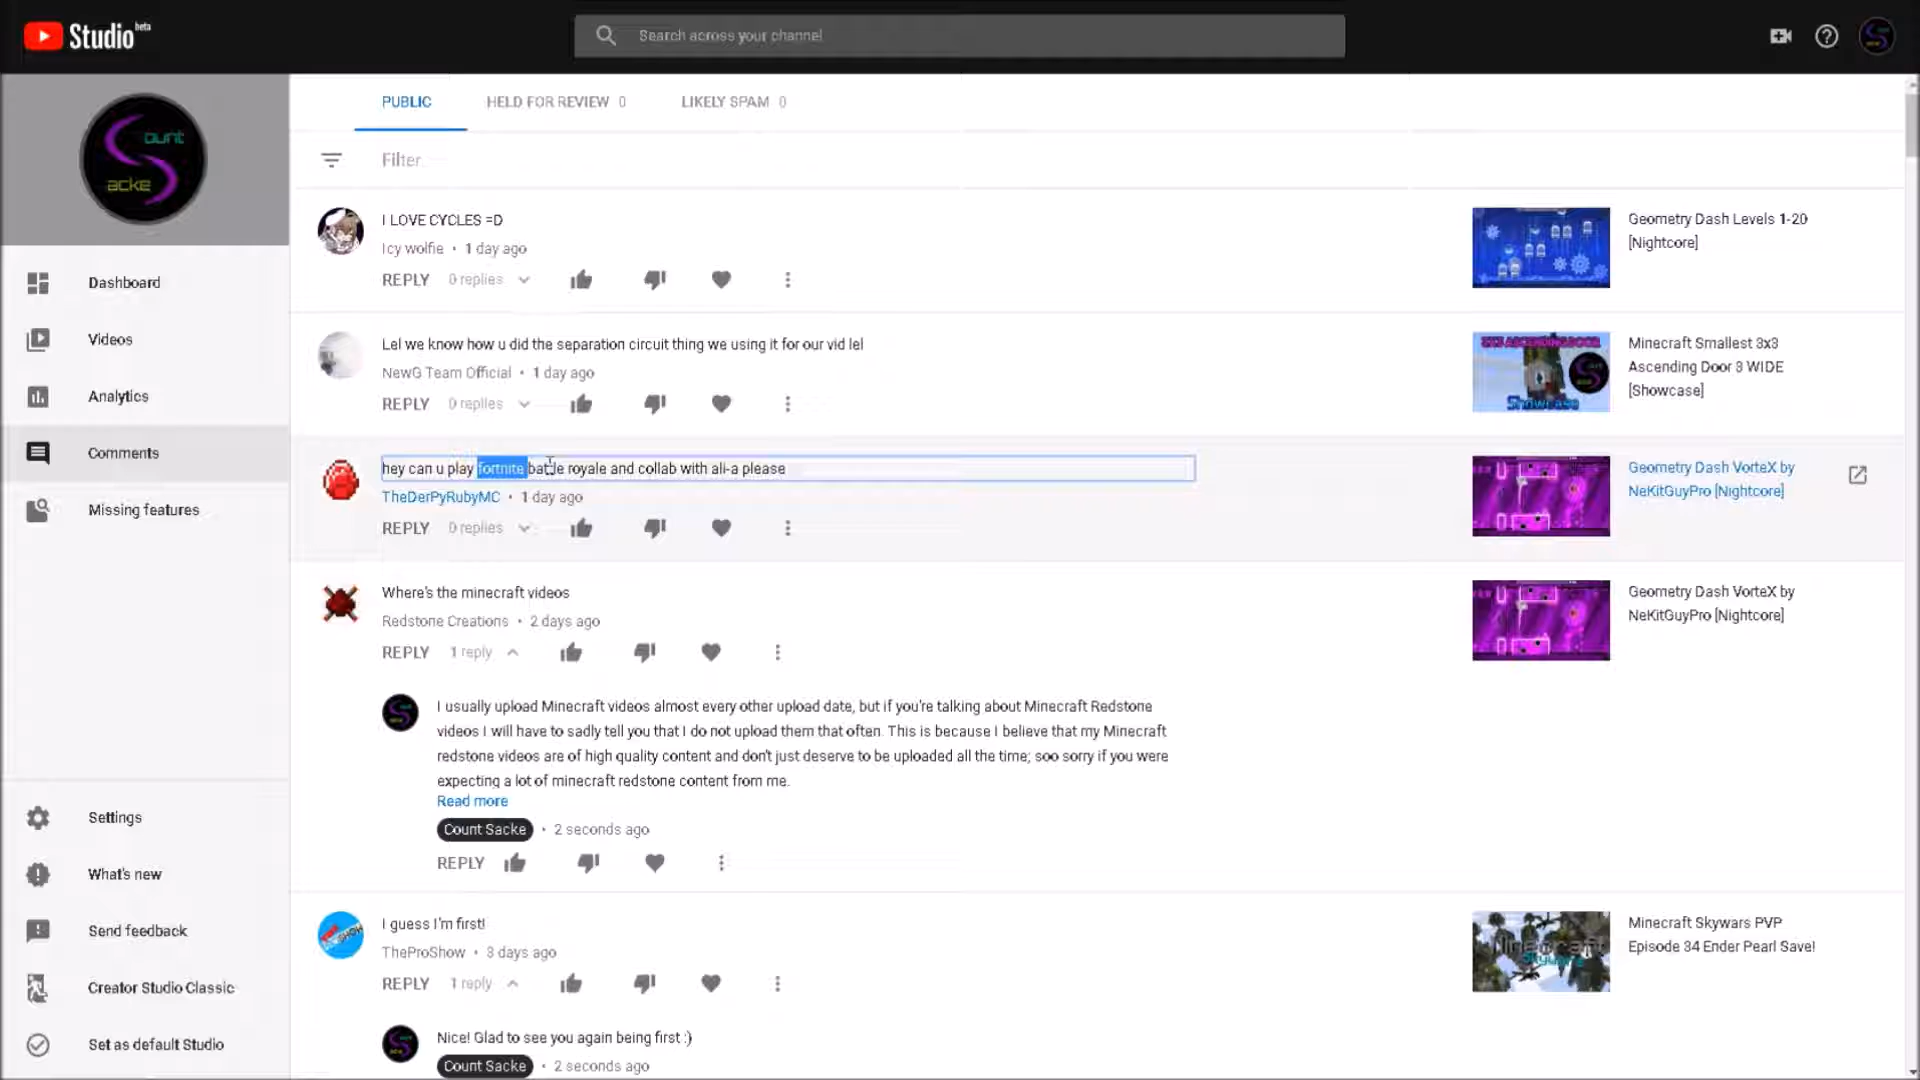 Studio beta
Search across your channel
ount
acke
Dashboard
Videos
Analytics
Comments
Missing features
Settings
What's new
Send feedback
Creator Studio Classic
Set as default Studio
PUBLIC
HELD FOR REVIEW 0
LIKELY SPAM 0
Filter
I LOVE CYCLES =D
Icy wolfie • 1 day ago
REPLY 0 replies
Geometry Dash Levels 1-20
[Nightcore]
Lel we know how u did the separation circuit thing we using it for our vid lel
NewG Team Official • 1 day ago
REPLY 0 replies
3X3 ASCENDING DOOR
Showcase
Minecraft Smallest 3x3
Ascending Door 3 WIDE
[Showcase]
hey can u play fortnite battle royale and collab with ali-a please
TheDerPyRubyMC • 1 day ago
REPLY 0 replies
Geometry Dash VorteX by
NeKitGuyPro [Nightcore]
Where's the minecraft videos
Redstone Creations • 2 days ago
REPLY 1 reply
Geometry Dash VorteX by
NeKitGuyPro [Nightcore]
I usually upload Minecraft videos almost every other upload date, but if you're talking about Minecraft Redstone
videos I will have to sadly tell you that I do not upload them that often. This is because I believe that my Minecraft
redstone videos are of high quality content and don't just deserve to be uploaded all the time; soo sorry if you were
expecting a lot of minecraft redstone content from me.
Read more
Count Sacke • 2 seconds ago
REPLY
I guess I'm first!
TheProShow • 3 days ago
REPLY 1 reply
Minecraft
Skywars
Minecraft Skywars PVP
Episode 34 Ender Pearl Save!
Nice! Glad to see you again being first :)
Count Sacke • 2 seconds ago